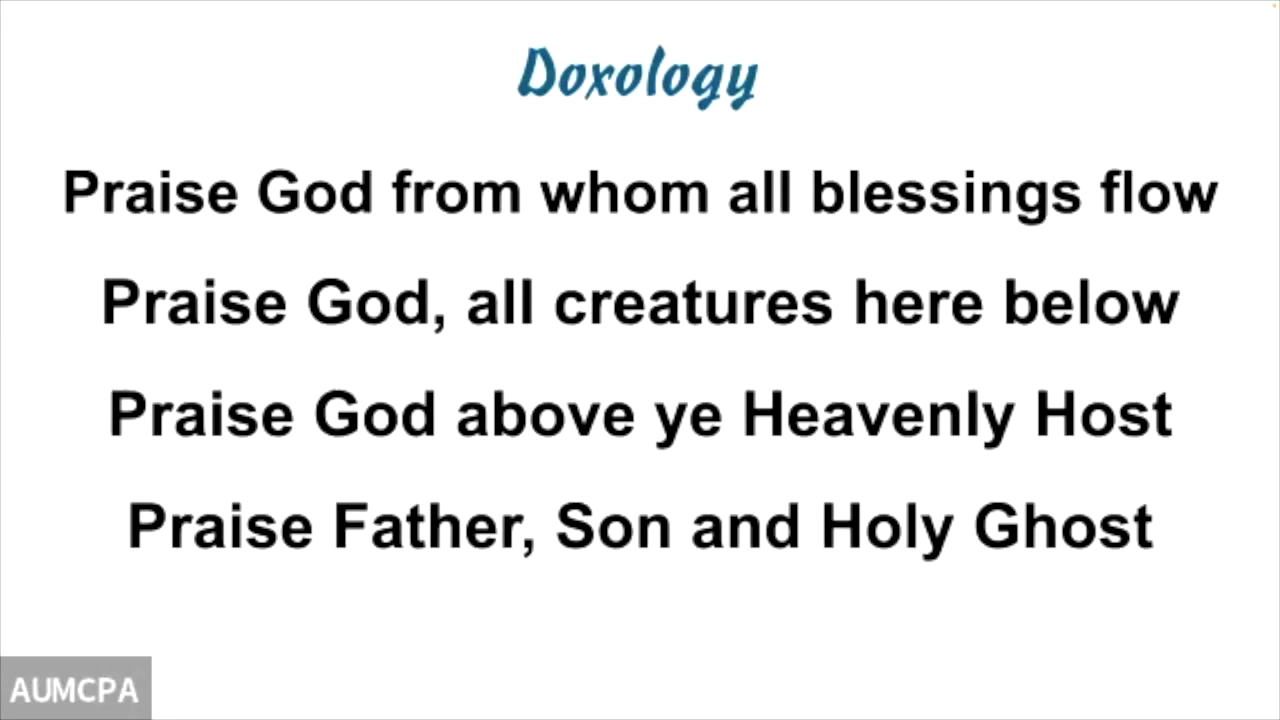 Doxology
Praise God from whom all blessings flow
Praise God, all creatures here below
Praise God above ye Heavenly Host
Praise Father, Son and Holy Ghost
AUMCPA